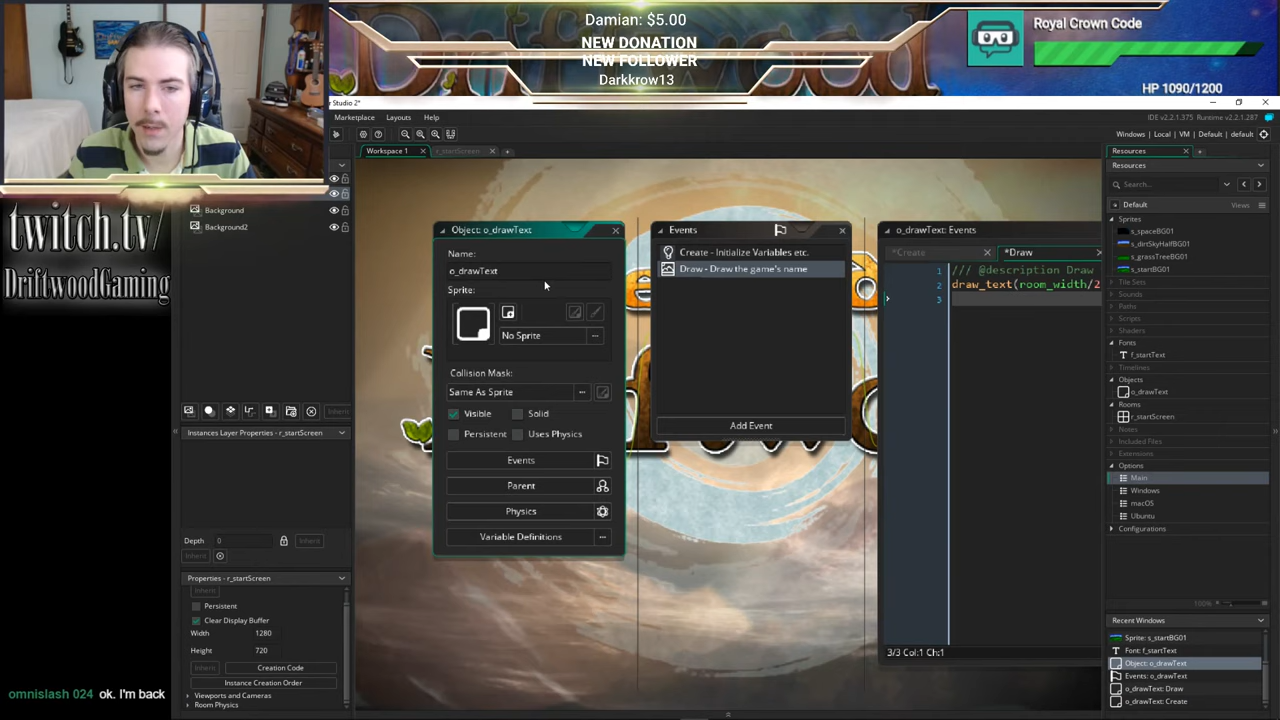 Damian: $5.00
NEW DONATION
NEW FOLLOWER
Darkkrow13
Royal Crown Code
HP 1090/1200
r Studio 2*
Marketplace
Layouts
Help
IDE v2.2.1.375 Runtime v2.2.1.287
Windows | Local | VM | Default | default
Workspace 1
r_startScreen
Background
Background2
twitch.tv/
DriftwoodGaming
Inherit
Instances Layer Properties - r_startScreen
Depth 0
Inherit
Inherit
Properties - r_startScreen
Inherit
Persistent
Clear Display Buffer
Width 1280
Height 720
Inherit
Creation Code
Instance Creation Order
Viewports and Cameras
Room Physics
omnislash 024 ok. I'm back
Object: o_drawText
Name:
o_drawText
Sprite:
No Sprite
Collision Mask:
Same As Sprite
Visible
Solid
Persistent
Uses Physics
Events
Parent
Physics
Variable Definitions
Events
Create - Initialize Variables etc.
Draw - Draw the game's name
Add Event
o_drawText: Events
*Create
*Draw
1 /// @description Draw
2 draw_text(room_width/2
3
3/3 Col:1 Ch:1
Resources
Resources
Search...
Default
Views
Sprites
s_spaceBG01
s_dirtSkyHalfBG01
s_grassTreeBG01
s_startBG01
Tile Sets
Sounds
Paths
Scripts
Shaders
Fonts
f_startText
Timelines
Objects
o_drawText
Rooms
r_startScreen
Notes
Included Files
Extensions
Options
Main
Windows
macOS
Ubuntu
Configurations
100%
Recent Windows
Sprite: s_startBG01
Font: f_startText
Object: o_drawText
Events: o_drawText
o_drawText: Draw
o_drawText: Create